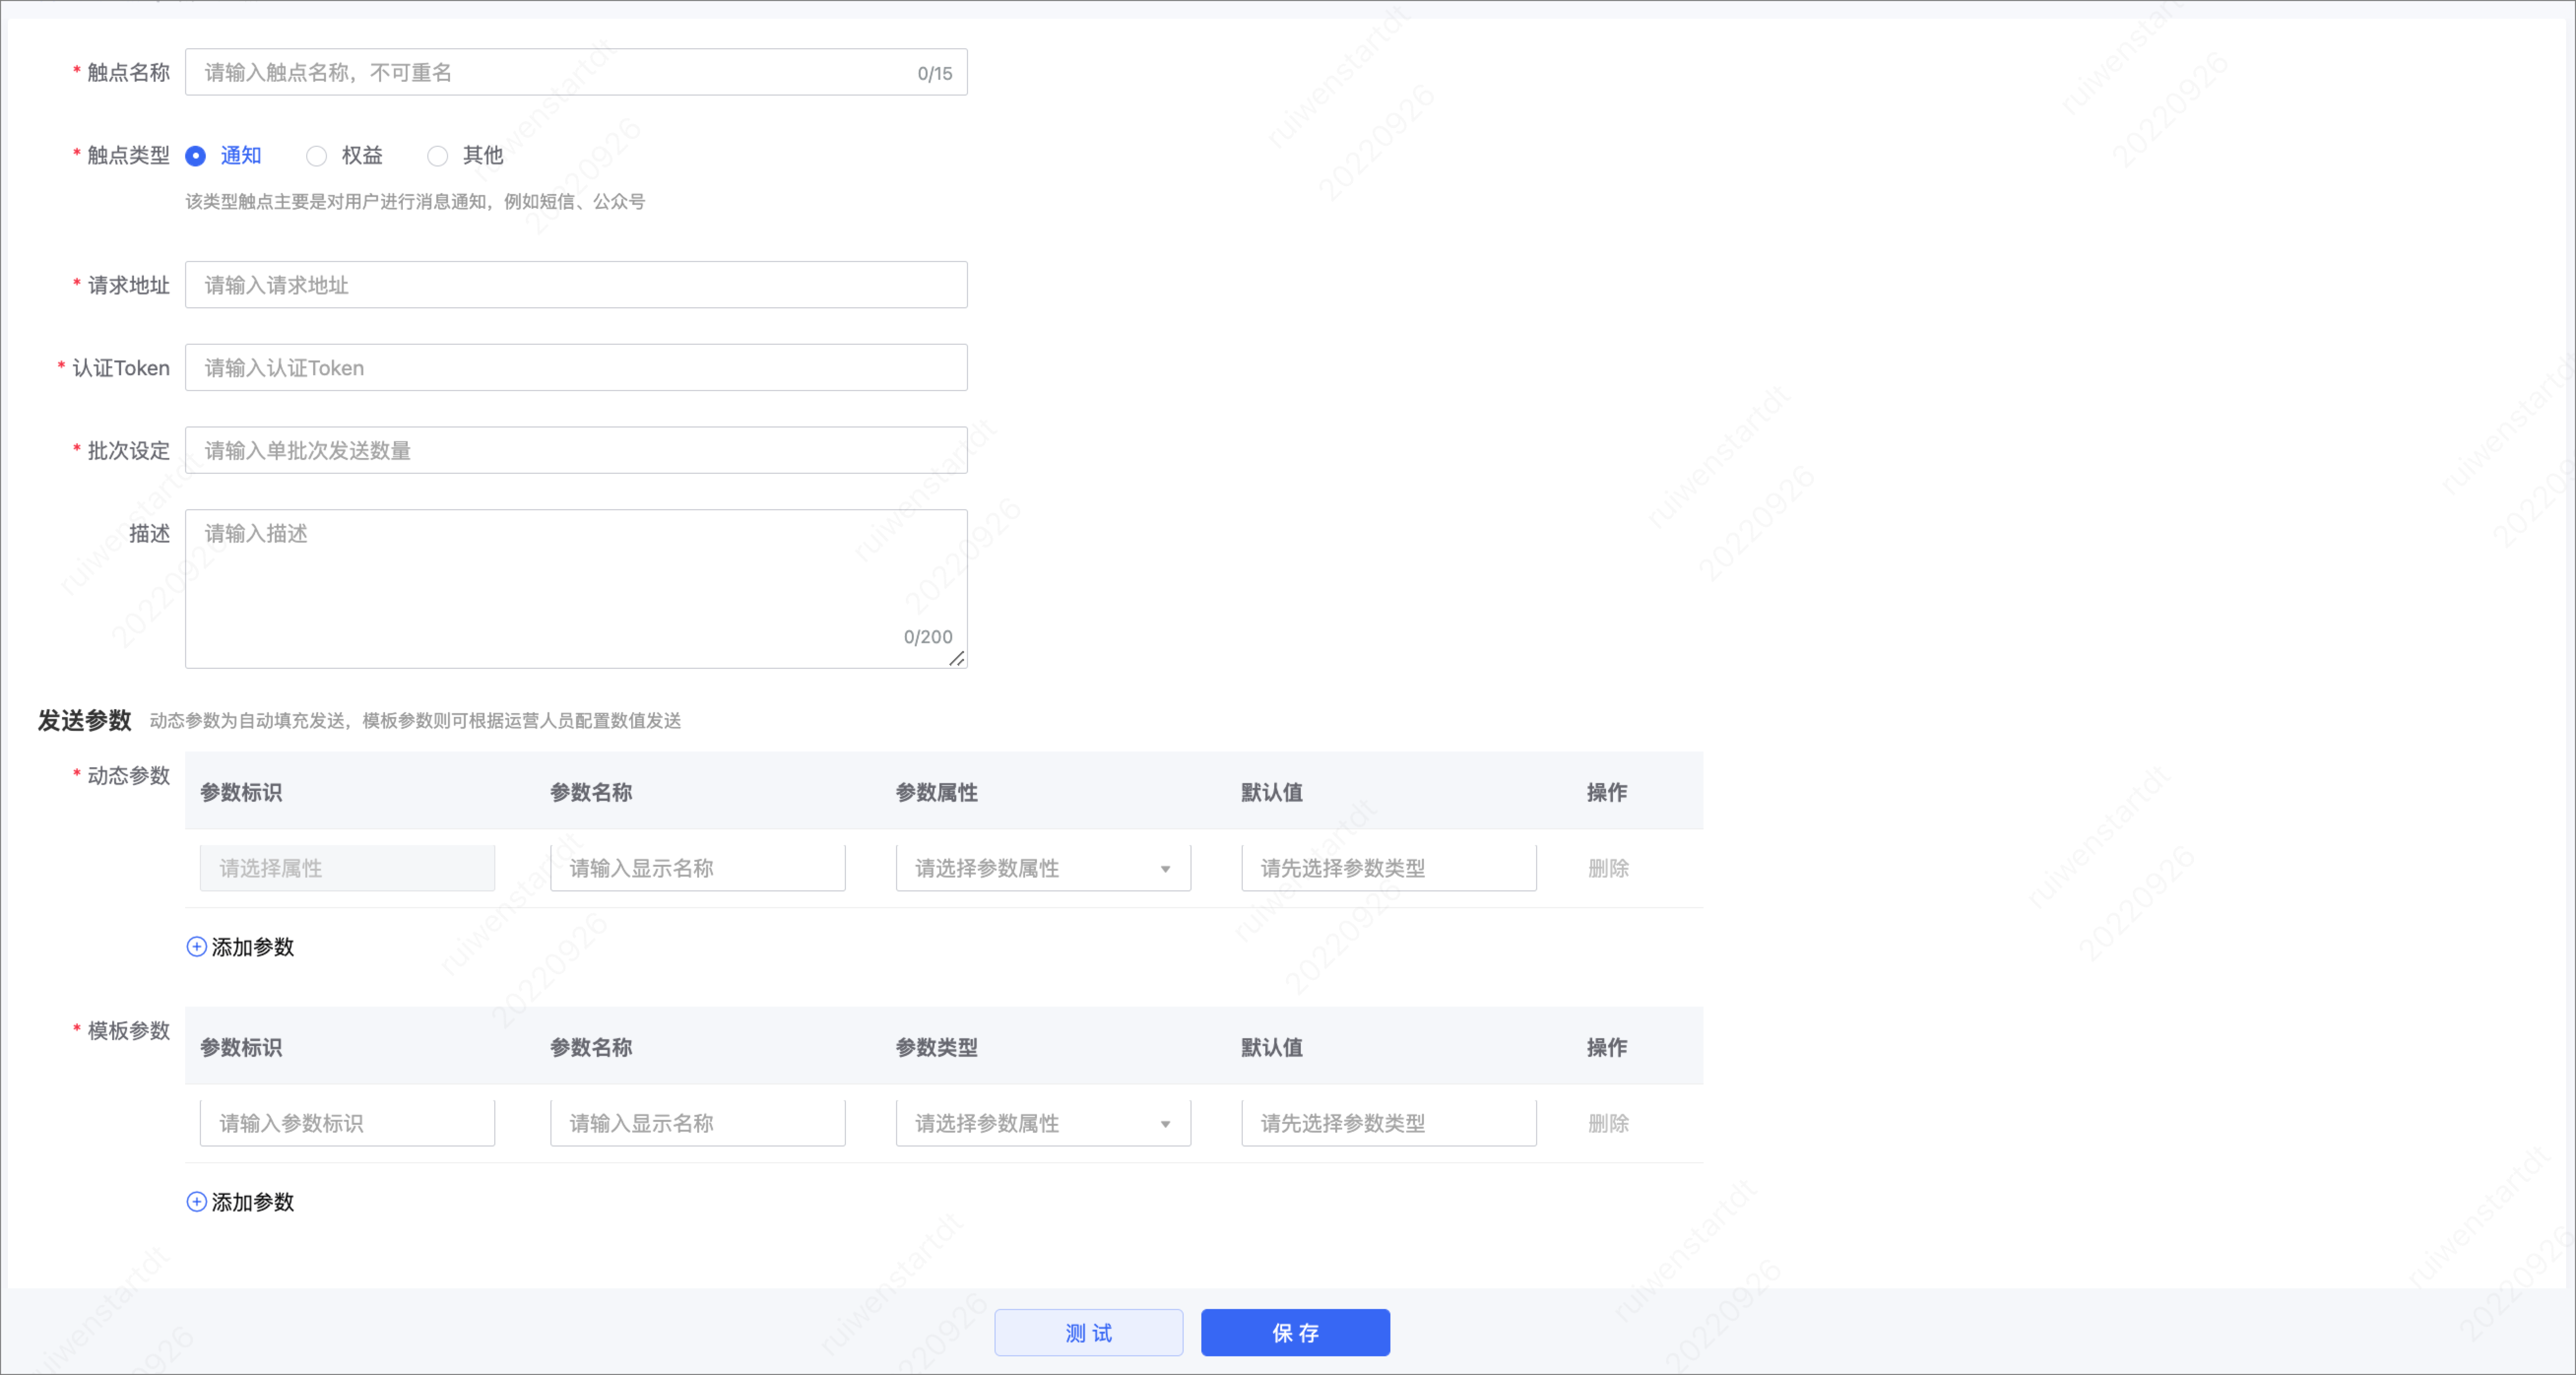 * 触点名称 请输入触点名称，不可重名 0/15
* 触点类型 通知 权益 其他
该类型触点主要是对用户进行消息通知，例如短信、公众号
* 请求地址 请输入请求地址
* 认证Token 请输入认证Token
* 批次设定 请输入单批次发送数量
描述 请输入描述
0/200
发送参数 动态参数为自动填充发送，模板参数则可根据运营人员配置数值发送
* 动态参数 参数标识 参数名称 参数属性 默认值 操作
请选择属性 请输入显示名称 请选择参数属性 请先选择参数类型 删除
添加参数
* 模板参数 参数标识 参数名称 参数类型 默认值 操作
请输入参数标识 请输入显示名称 请选择参数属性 请先选择参数类型 删除
添加参数
测 试 保 存
ruiwenstartdt
20220926